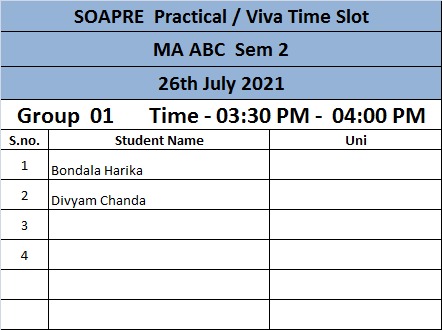 SOAPRE  Practical / Viva Time Slot
MA ABC  Sem 2
26th July 2021
Group  01      Time - 03:30 PM -  04:00 PM
S.no. Student Name Uni
1 Bondala Harika
2 Divyam Chanda
3
4